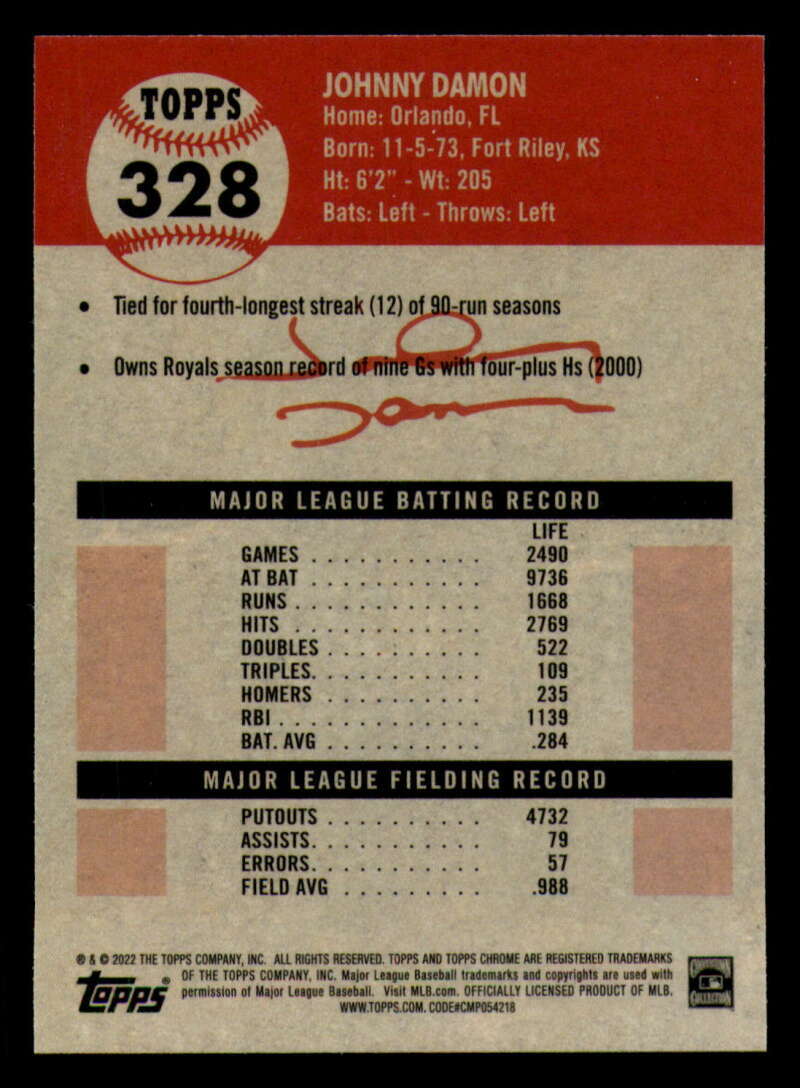 TOPPS
328
JOHNNY DAMON
Home: Orlando, FL
Born: 11-5-73, Fort Riley, KS
Ht: 6'2" - Wt: 205
Bats: Left - Throws: Left
• Tied for fourth-longest streak (12) of 90-run seasons
• Owns Royals season record of nine Gs with four-plus Hs (2000)
Damon
MAJOR LEAGUE BATTING RECORD
LIFE
GAMES . . . . . . . . . . . 2490
AT BAT . . . . . . . . . . . 9736
RUNS . . . . . . . . . . . . 1668
HITS . . . . . . . . . . . . 2769
DOUBLES . . . . . . . . . . 522
TRIPLES. . . . . . . . . . . 109
HOMERS . . . . . . . . . . . 235
RBI . . . . . . . . . . . . . 1139
BAT. AVG . . . . . . . . . . .284
MAJOR LEAGUE FIELDING RECORD
PUTOUTS . . . . . . . . . . 4732
ASSISTS. . . . . . . . . . . 79
ERRORS. . . . . . . . . . . 57
FIELD AVG . . . . . . . . . .988
® & © 2022 THE TOPPS COMPANY, INC. ALL RIGHTS RESERVED. TOPPS AND TOPPS CHROME ARE REGISTERED TRADEMARKS
OF THE TOPPS COMPANY, INC. Major League Baseball trademarks and copyrights are used with
permission of Major League Baseball. Visit MLB.com. OFFICIALLY LICENSED PRODUCT OF MLB.
WWW.TOPPS.COM. CODE#CMP054218
Topps®
COOPERSTOWN
COLLECTION